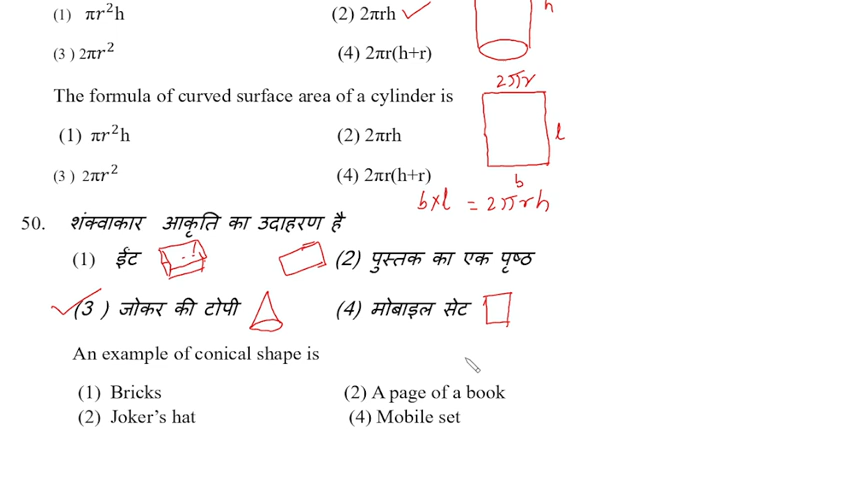 (1) πr²h (2) 2πrh h
(3 ) 2πr² (4) 2πr(h+r)
2πr
The formula of curved surface area of a cylinder is
(1) πr²h (2) 2πrh l
(3 ) 2πr² (4) 2πr(h+r) b
b×l = 2πrh
50. शंक्वाकार आकृति का उदाहरण है
(1) ईंट (2) पुस्तक का एक पृष्ठ
(3 ) जोकर की टोपी (4) मोबाइल सेट
An example of conical shape is
(1) Bricks (2) A page of a book
(2) Joker's hat (4) Mobile set